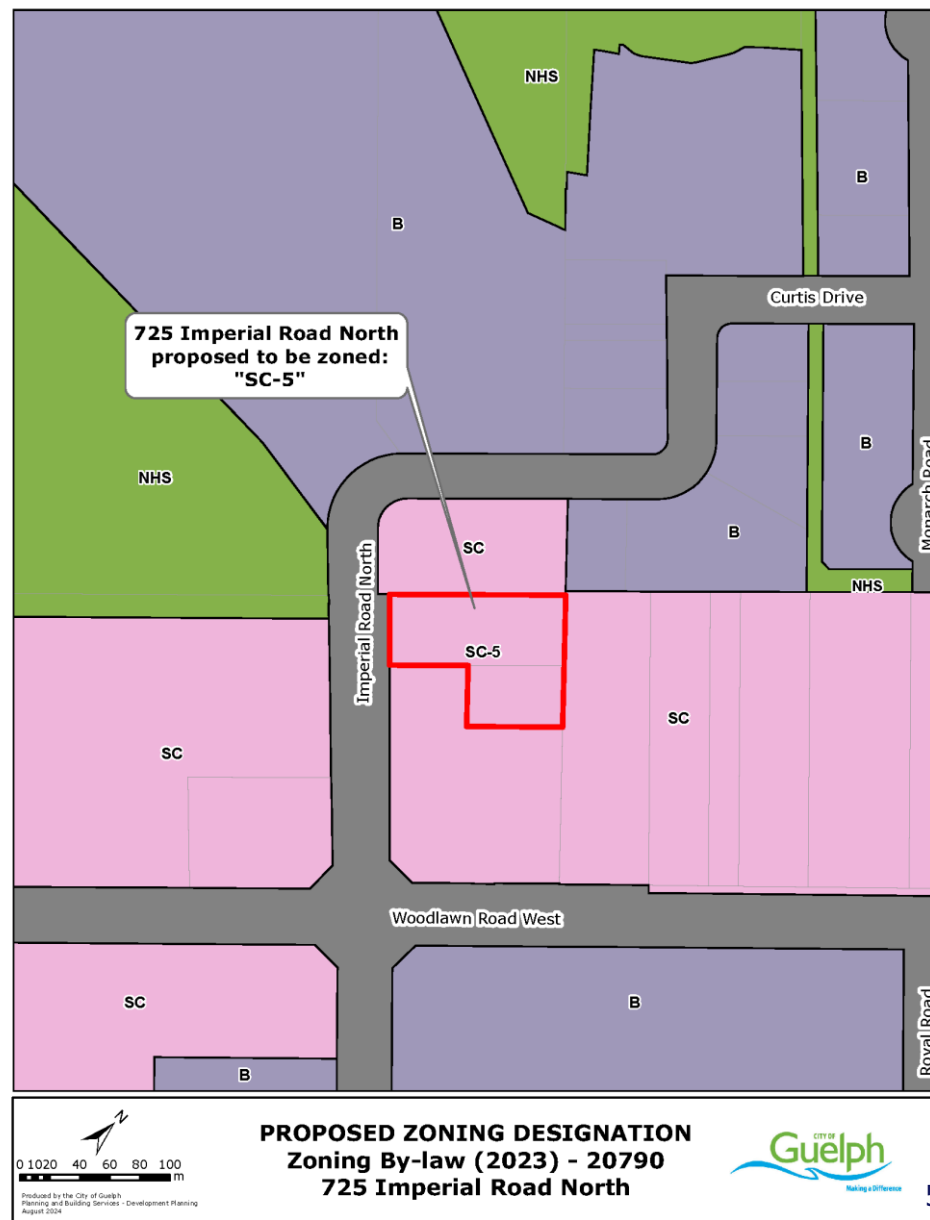 NHS
B
B
Curtis Drive
725 Imperial Road North
proposed to be zoned:
"SC-5"
NHS
B
Monarch Road
B
SC
NHS
Imperial Road North
SC-5
SC
SC
Woodlawn Road West
SC
B
B
Royal Road
N
0 1020 40 60 80 100
m
Produced by the City of Guelph
Planning and Building Services - Development Planning
August 2024
PROPOSED ZONING DESIGNATION
Zoning By-law (2023) - 20790
725 Imperial Road North
CITY OF
Guelph
Making a Difference
5